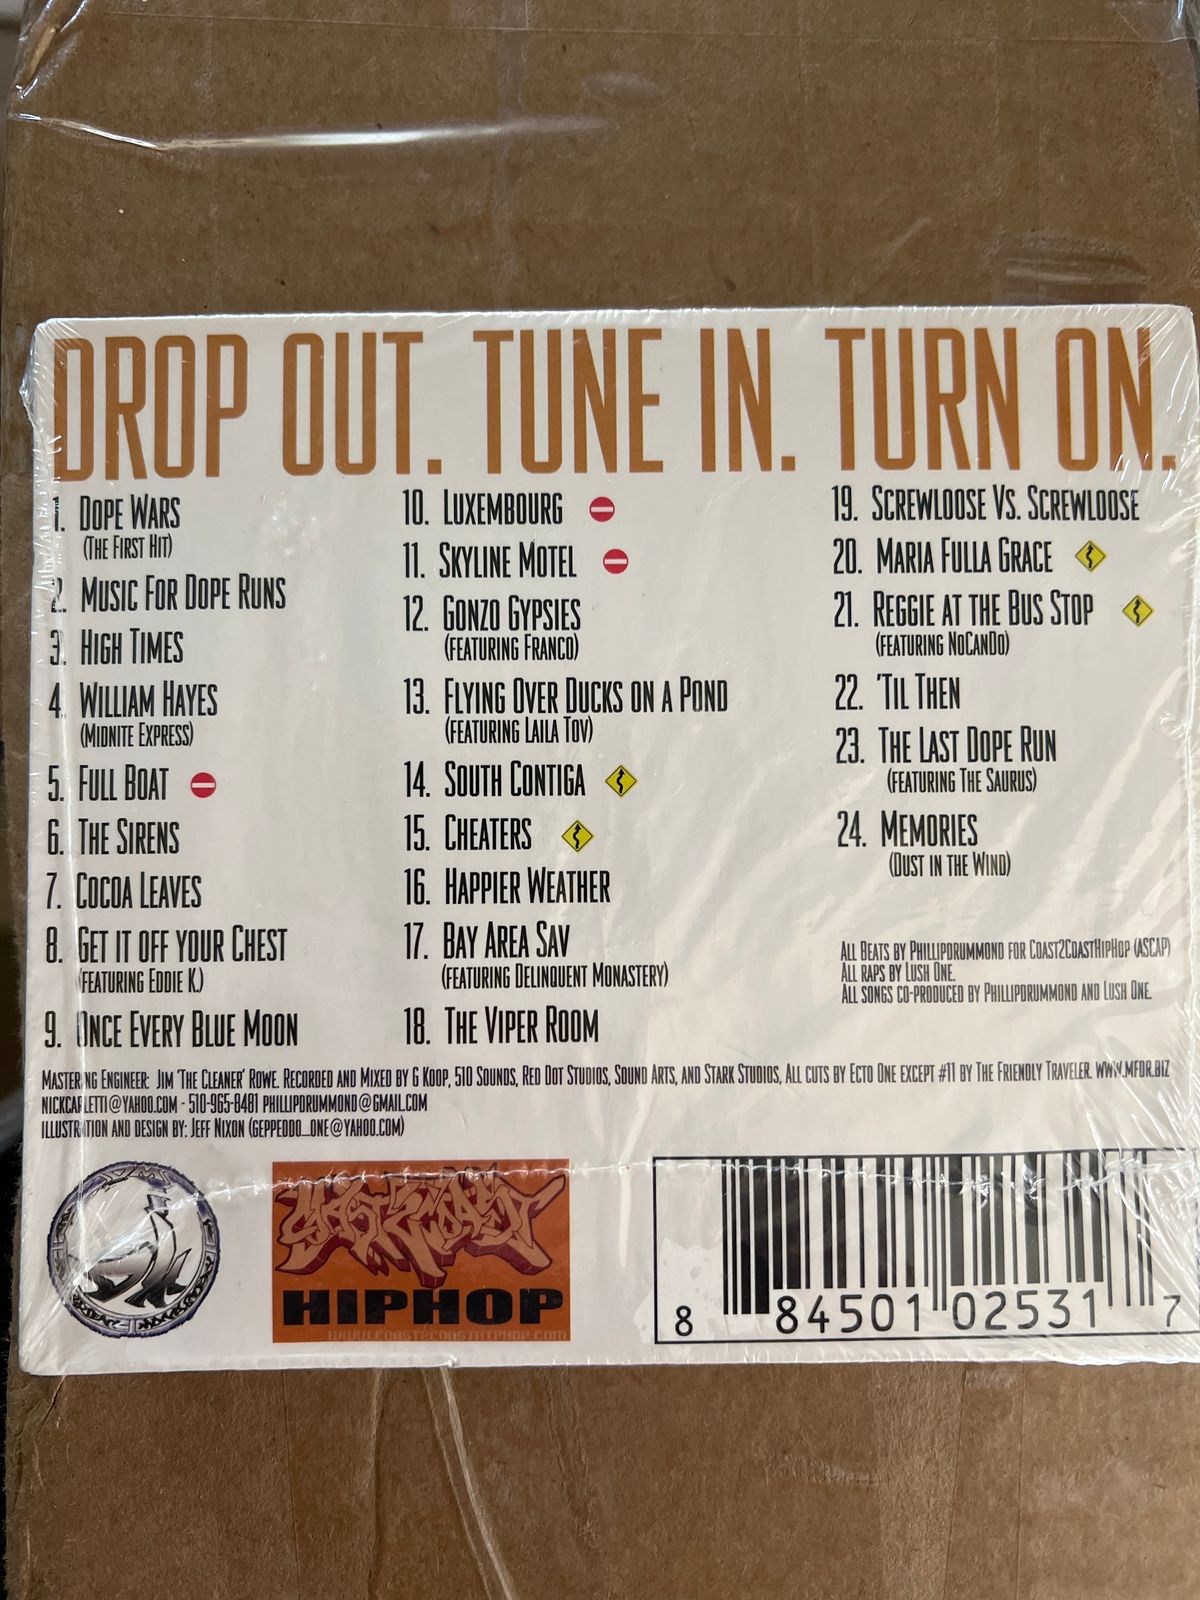 DROP OUT. TUNE IN. TURN ON.
1. DOPE WARS
(THE FIRST HIT)
2. MUSIC FOR DOPE RUNS
3. HIGH TIMES
4. WILLIAM HAYES
(MIDNITE EXPRESS)
5. FULL BOAT
6. THE SIRENS
7. COCOA LEAVES
8. GET IT OFF YOUR CHEST
(FEATURING EDDIE K.)
9. ONCE EVERY BLUE MOON
10. LUXEMBOURG
11. SKYLINE MOTEL
12. GONZO GYPSIES
(FEATURING FRANCO)
13. FLYING OVER DUCKS ON A POND
(FEATURING LAILA TOV)
14. SOUTH CONTIGA
15. CHEATERS
16. HAPPIER WEATHER
17. BAY AREA SAV
(FEATURING DELINQUENT MONASTERY)
18. THE VIPER ROOM
19. SCREWLOOSE VS. SCREWLOOSE
20. MARIA FULLA GRACE
21. REGGIE AT THE BUS STOP
(FEATURING NOCANDO)
22. 'TIL THEN
23. THE LAST DOPE RUN
(FEATURING THE SAURUS)
24. MEMORIES
(DUST IN THE WIND)
ALL BEATS BY PHILLIPDRUMMOND FOR COAST2COASTHIPHOP (ASCAP)
ALL RAPS BY LUSH ONE.
ALL SONGS CO-PRODUCED BY PHILLIPDRUMMOND AND LUSH ONE.
MASTERING ENGINEER: JIM 'THE CLEANER' ROWE. RECORDED AND MIXED BY G KOOP, 510 SOUNDS, RED DOT STUDIOS, SOUND ARTS, AND STARK STUDIOS, ALL CUTS BY ECTO ONE EXCEPT #11 BY THE FRIENDLY TRAVELER. WWW.MFDR.BIZ
NICKCARLETTI@YAHOO.COM - 510-965-8481 PHILLIPDRUMMOND@GMAIL.COM
ILLUSTRATION AND DESIGN BY: JEFF NIXON (GEPPEDDO_ONE@YAHOO.COM)
COAST2COAST
HIPHOP
WWW.COAST2COASTHIPHOP.COM
8 84501 02531 7